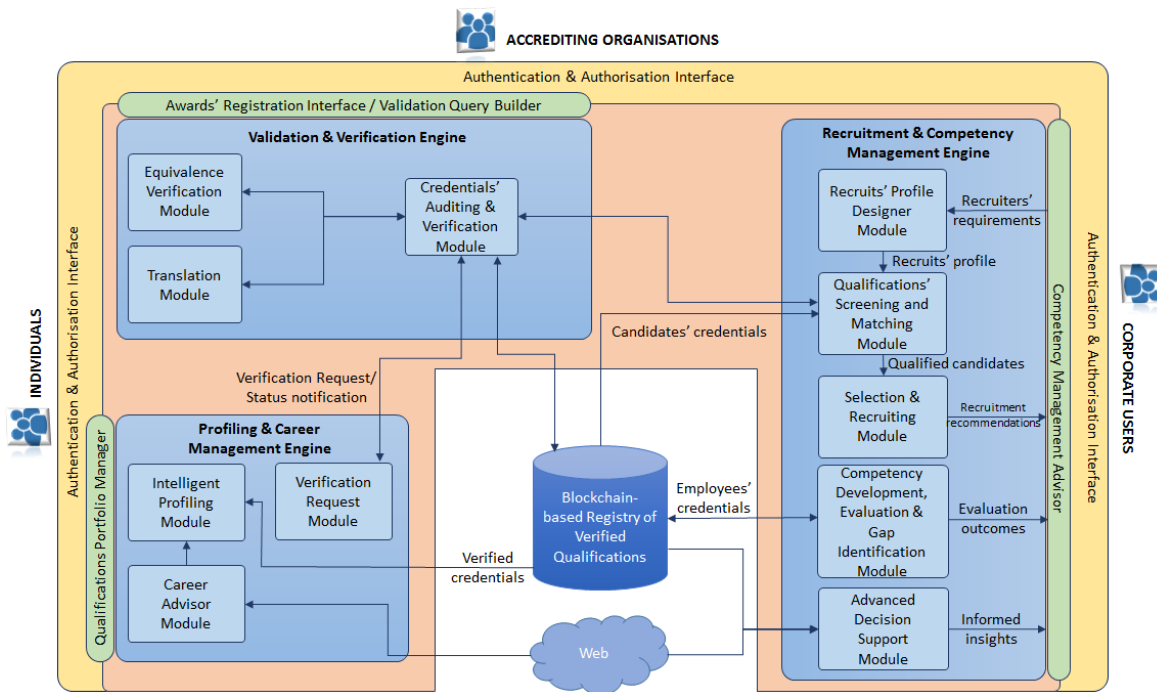 ACCREDITING ORGANISATIONS
Authentication & Authorisation Interface
Awards' Registration Interface / Validation Query Builder
Validation & Verification Engine
Equivalence
Verification
Module
Credentials'
Auditing &
Verification
Module
Translation
Module
Recruitment & Competency
Management Engine
Recruits' Profile
Designer
Module
Recruiters'
requirements
Recruits' profile
Qualifications'
Screening and
Matching
Module
Candidates' credentials
Qualified candidates
Selection &
Recruiting
Module
Recruitment
recommendations
Competency
Development,
Evaluation &
Gap
Identification
Module
Evaluation
outcomes
Advanced
Decision
Support
Module
Informed
insights
Competency Management Advisor
Authentication & Authorisation Interface
CORPORATE USERS
INDIVIDUALS
Authentication & Authorisation Interface
Qualifications Portfolio Manager
Verification Request/
Status notification
Profiling & Career
Management Engine
Intelligent
Profiling
Module
Verification
Request
Module
Career
Advisor
Module
Verified
credentials
Blockchain-
based Registry of
Verified
Qualifications
Employees'
credentials
Web